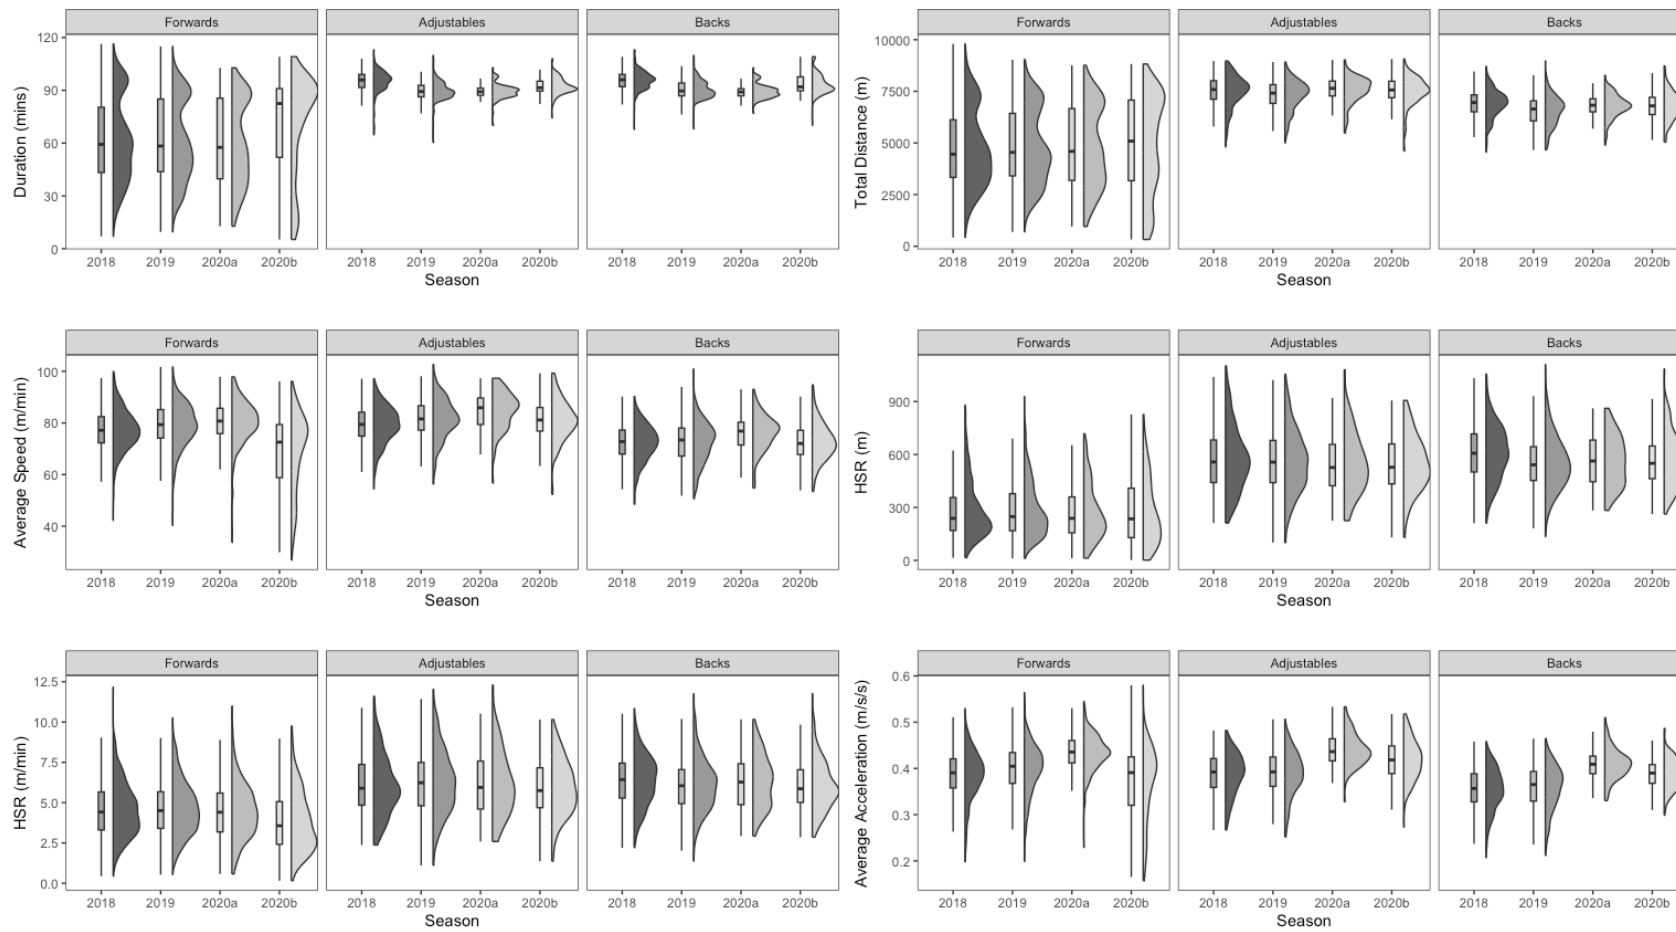 Forwards Adjustables Backs
Duration (mins)
120
90
60
30
0
2018 2019 2020a 2020b 2018 2019 2020a 2020b 2018 2019 2020a 2020b
Season
Forwards Adjustables Backs
Total Distance (m)
10000
7500
5000
2500
0
2018 2019 2020a 2020b 2018 2019 2020a 2020b 2018 2019 2020a 2020b
Season
Forwards Adjustables Backs
Average Speed (m/min)
100
80
60
40
2018 2019 2020a 2020b 2018 2019 2020a 2020b 2018 2019 2020a 2020b
Season
Forwards Adjustables Backs
HSR (m)
900
600
300
0
2018 2019 2020a 2020b 2018 2019 2020a 2020b 2018 2019 2020a 2020b
Season
Forwards Adjustables Backs
HSR (m/min)
12.5
10.0
7.5
5.0
2.5
0.0
2018 2019 2020a 2020b 2018 2019 2020a 2020b 2018 2019 2020a 2020b
Season
Forwards Adjustables Backs
Average Acceleration (m/s/s)
0.6
0.5
0.4
0.3
0.2
2018 2019 2020a 2020b 2018 2019 2020a 2020b 2018 2019 2020a 2020b
Season